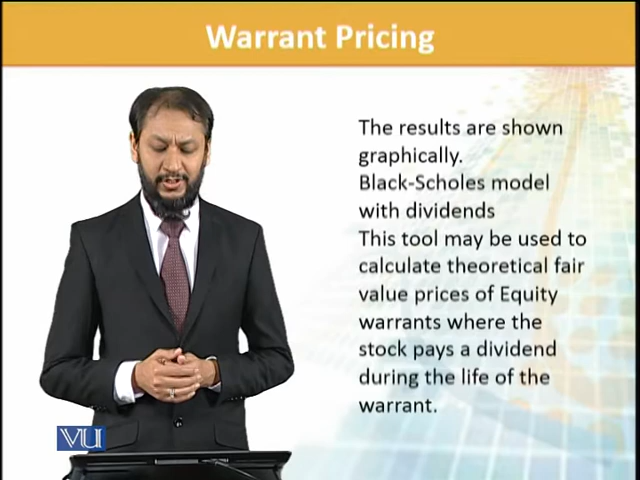 Warrant Pricing
The results are shown
graphically.
Black-Scholes model
with dividends
This tool may be used to
calculate theoretical fair
value prices of Equity
warrants where the
stock pays a dividend
during the life of the
warrant.
VU